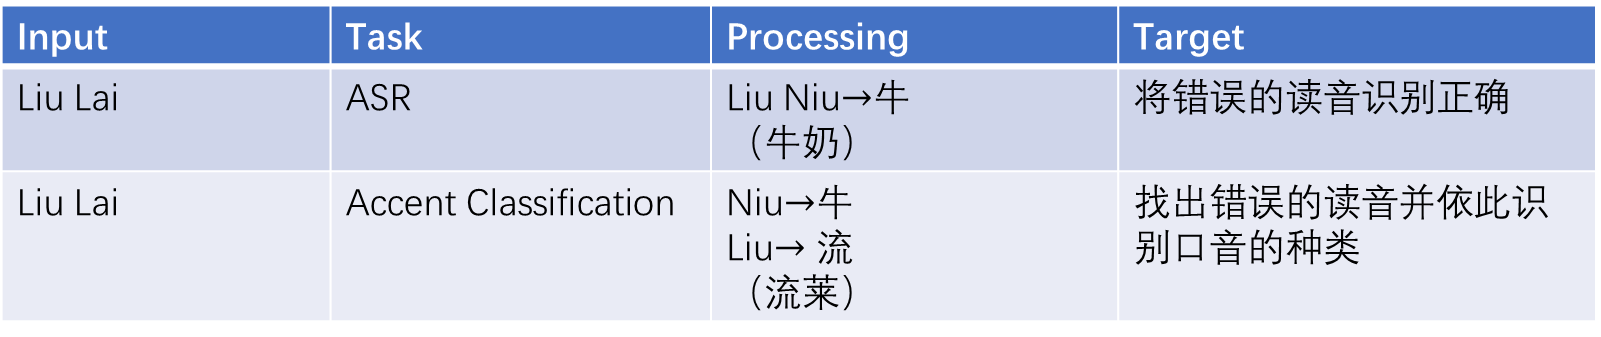 Input Task Processing Target
Liu Lai ASR Liu Niu→牛 将错误的读音识别正确
（牛奶）
Liu Lai Accent Classification Niu→牛 找出错误的读音并依此识
Liu→ 流 别口音的种类
（流莱）